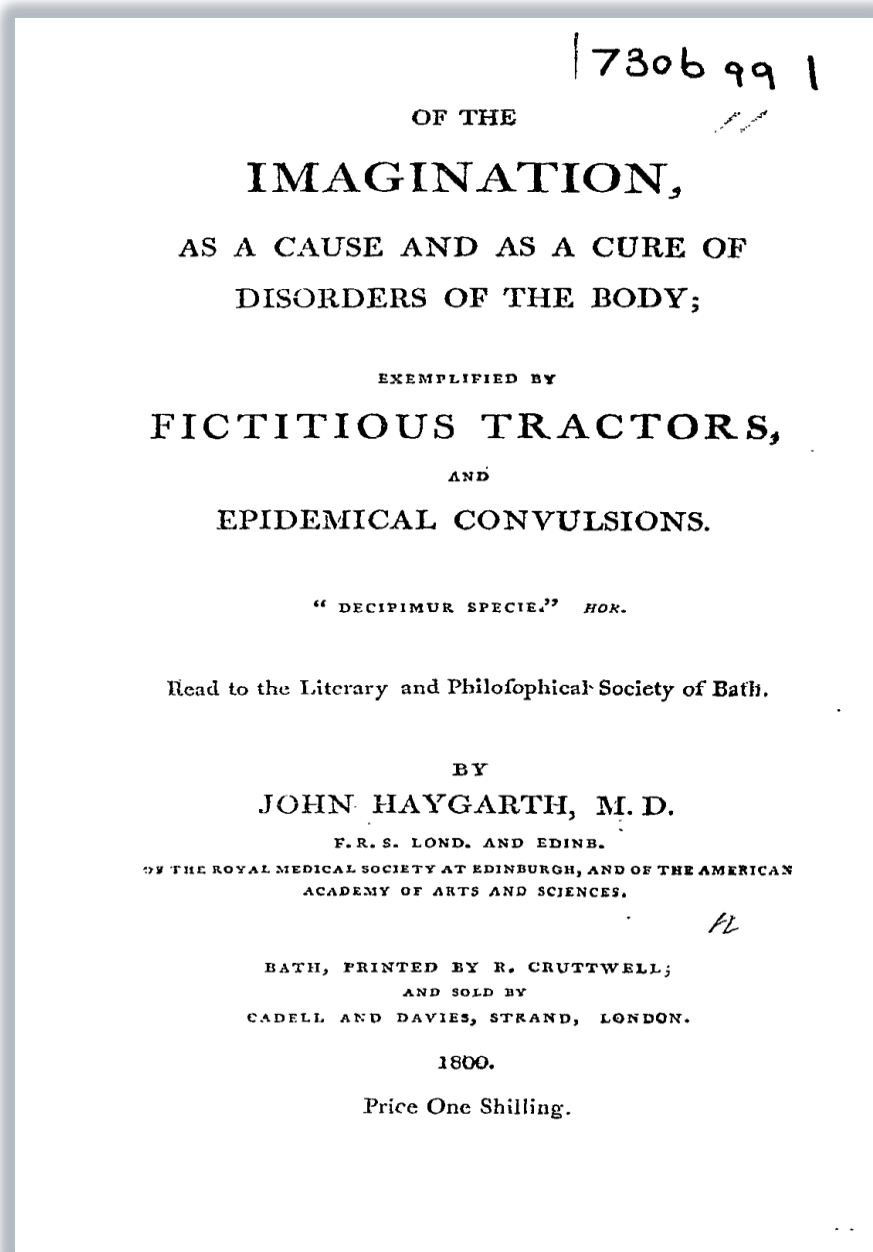 17306 99 1
OF THE
IMAGINATION,
AS A CAUSE AND AS A CURE OF
DISORDERS OF THE BODY;
EXEMPLIFIED BY
FICTITIOUS TRACTORS,
AND
EPIDEMICAL CONVULSIONS.
“ DECIPIMUR SPECIE.” HOR.
Read to the Literary and Philoſophical Society of Bath.
BY
JOHN HAYGARTH, M. D.
F. R. S. LOND. AND EDINB.
OF THE ROYAL MEDICAL SOCIETY AT EDINBURGH, AND OF THE AMERICAN
ACADEMY OF ARTS AND SCIENCES.
BATH, PRINTED BY R. CRUTTWELL;
AND SOLD BY
CADELL AND DAVIES, STRAND, LONDON.
1800.
Price One Shilling.